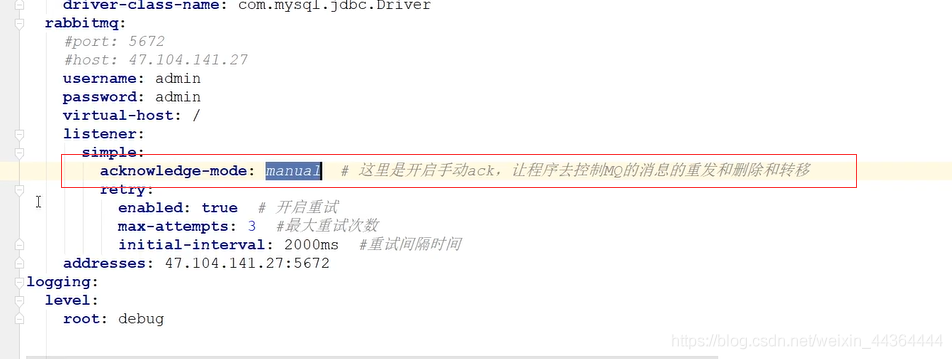 driver-class-name: com.mysql.jdbc.Driver
rabbitmq:
#port: 5672
#host: 47.104.141.27
username: admin
password: admin
virtual-host: /
listener:
simple:
acknowledge-mode: manual # 这里是开启手动ack，让程序去控制MQ的消息的重发和删除和转移
retry:
enabled: true # 开启重试
max-attempts: 3 #最大重试次数
initial-interval: 2000ms #重试间隔时间
addresses: 47.104.141.27:5672
logging:
level:
root: debug
https://blog.csdn.net/weixin_44364444